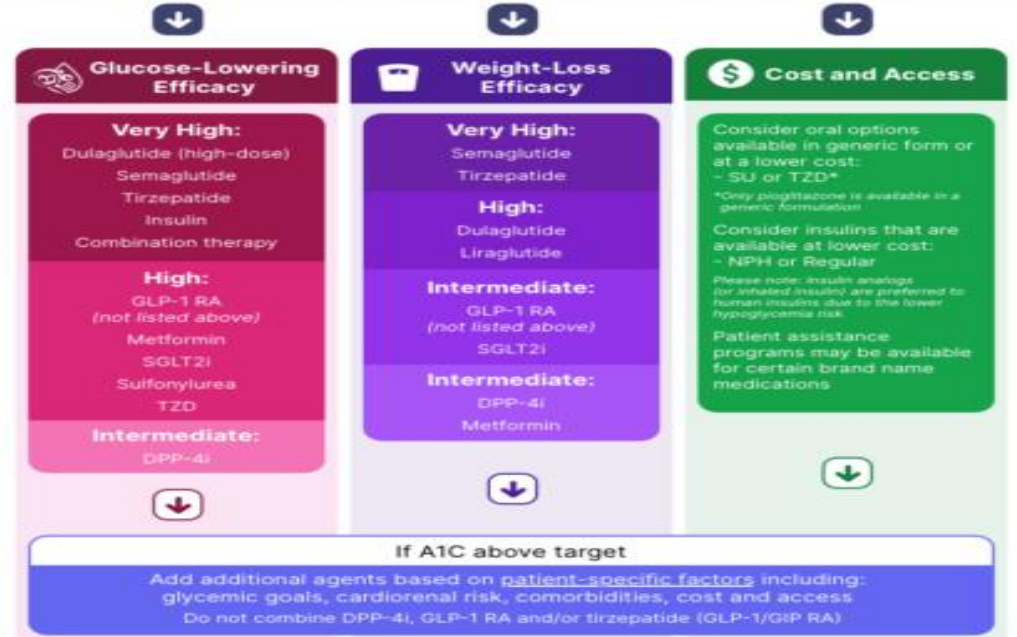 Glucose-Lowering
Efficacy
Very High:
Dulaglutide (high-dose)
Semaglutide
Tirzepatide
Insulin
Combination therapy
High:
GLP-1 RA
(not listed above)
Metformin
SGLT2i
Sulfonylurea
TZD
Intermediate:
DPP-4i
Weight-Loss
Efficacy
Very High:
Semaglutide
Tirzepatide
High:
Dulaglutide
Liraglutide
Intermediate:
GLP-1 RA
(not listed above)
SGLT2i
Intermediate:
DPP-4i
Metformin
$
Cost and Access
Consider oral options
available in generic form or
at a lower cost:
- SU or TZD*
*Only pioglitazone is available in a
generic formulation
Consider insulins that are
available at lower cost:
- NPH or Regular
Please note: insulin analogs
(or inhaled insulin) are preferred to
human insulins due to the lower
hypoglycemia risk
Patient assistance
programs may be available
for certain brand name
medications
If A1C above target
Add additional agents based on patient-specific factors including:
glycemic goals, cardiorenal risk, comorbidities, cost and access
Do not combine DPP-4i, GLP-1 RA and/or tirzepatide (GLP-1/GIP RA)